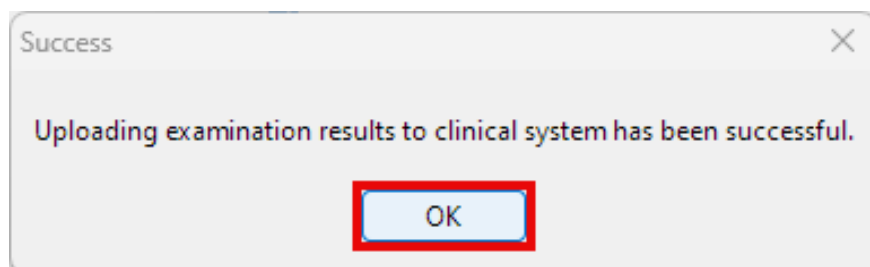 Success
Uploading examination results to clinical system has been successful.
OK